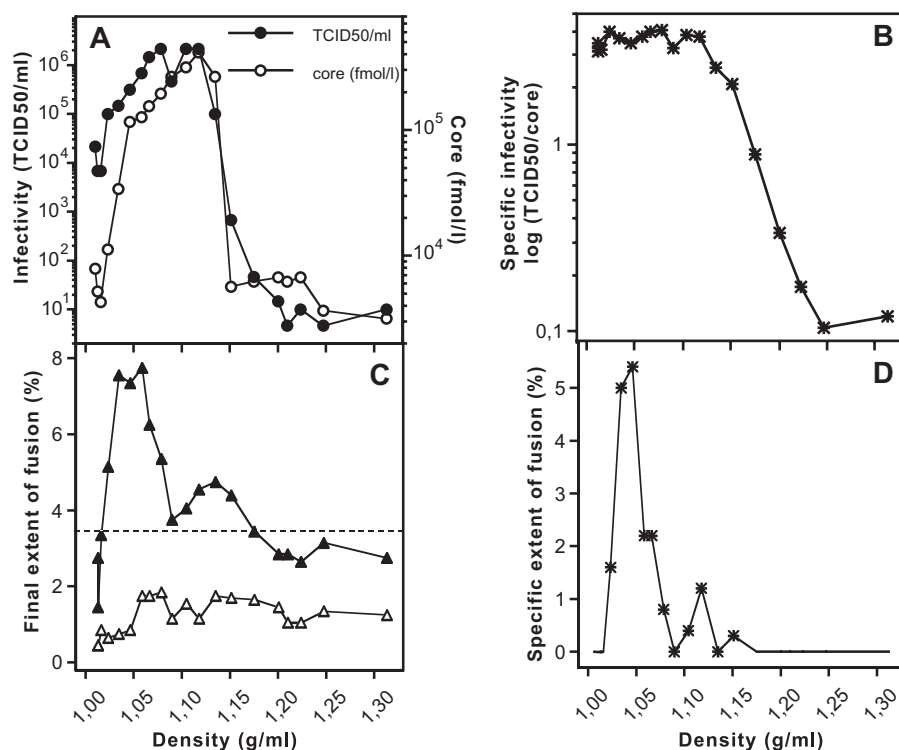 A
TCID50/ml
core (fmol/l)
Infectivity (TCID50/ml)
10^6
10^5
10^4
10^3
10^2
10^1
Core (fmol/l)
10^5
10^4
B
Specific infectivity
log (TCID50/core)
1
0,1
C
Final extent of fusion (%)
8
6
4
2
0
1,00 1,05 1,10 1,15 1,20 1,25 1,30
Density (g/ml)
D
Specific extent of fusion (%)
5
4
3
2
1
0
1,00 1,05 1,10 1,15 1,20 1,25 1,30
Density (g/ml)